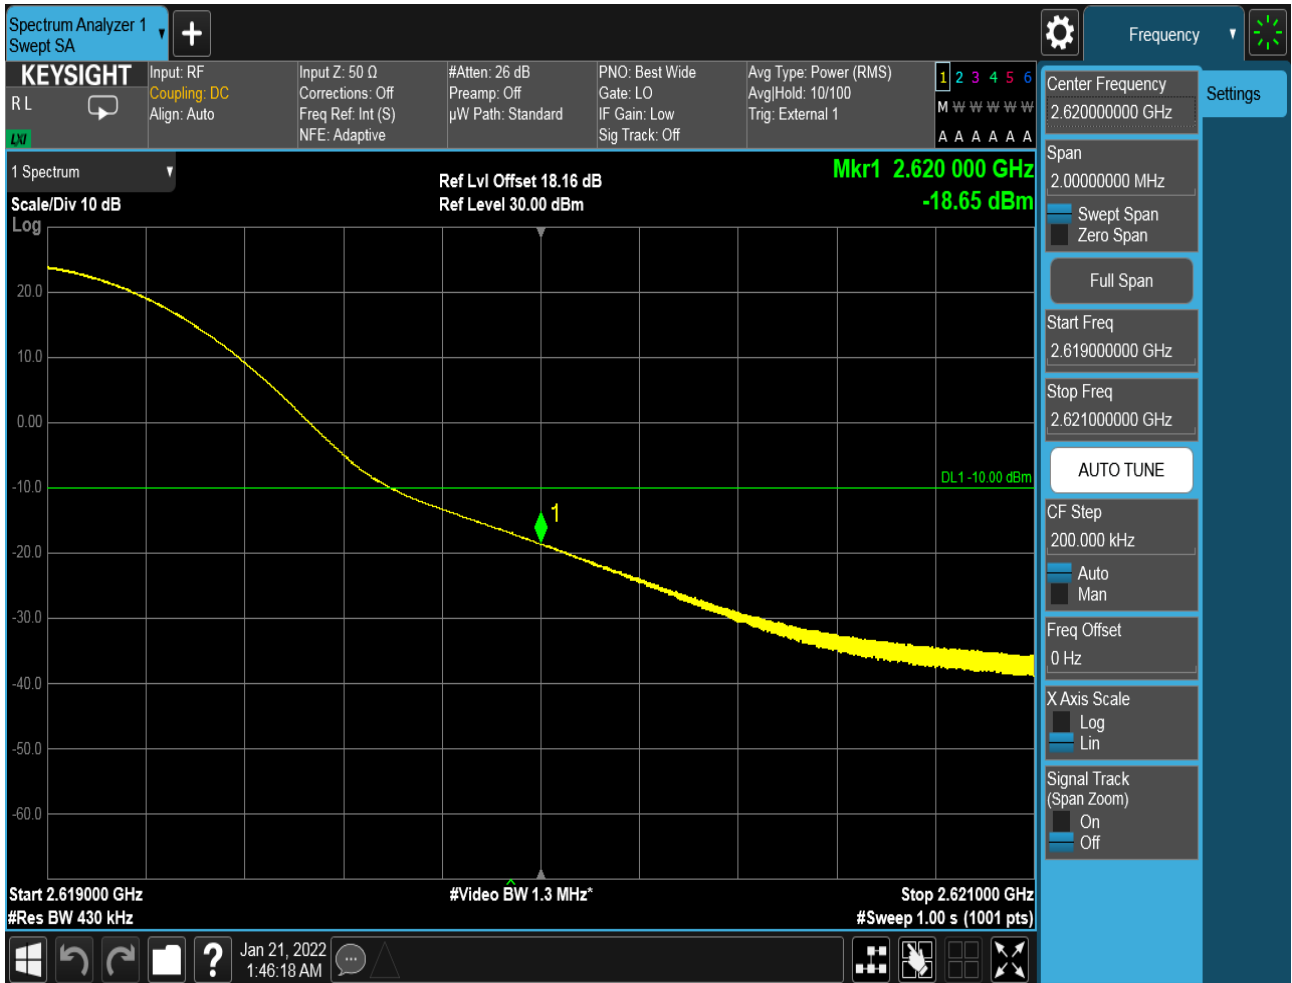 Spectrum Analyzer 1
Swept SA
Frequency
KEYSIGHT
R L
LXI
Input: RF
Coupling: DC
Align: Auto
Input Z: 50 Ω
Corrections: Off
Freq Ref: Int (S)
NFE: Adaptive
#Atten: 26 dB
Preamp: Off
µW Path: Standard
PNO: Best Wide
Gate: LO
IF Gain: Low
Sig Track: Off
Avg Type: Power (RMS)
Avg|Hold: 10/100
Trig: External 1
1 2 3 4 5 6
M W W W W W
A A A A A A
1 Spectrum
Scale/Div 10 dB
Log
Ref Lvl Offset 18.16 dB
Ref Level 30.00 dBm
Mkr1 2.620 000 GHz
-18.65 dBm
20.0
10.0
0.00
-10.0
-20.0
-30.0
-40.0
-50.0
-60.0
DL1 -10.00 dBm
1
Start 2.619000 GHz
#Res BW 430 kHz
#Video BW 1.3 MHz*
Stop 2.621000 GHz
#Sweep 1.00 s (1001 pts)
Jan 21, 2022
1:46:18 AM
Center Frequency
2.620000000 GHz
Span
2.00000000 MHz
Swept Span
Zero Span
Full Span
Start Freq
2.619000000 GHz
Stop Freq
2.621000000 GHz
AUTO TUNE
CF Step
200.000 kHz
Auto
Man
Freq Offset
0 Hz
X Axis Scale
Log
Lin
Signal Track
(Span Zoom)
On
Off
Settings